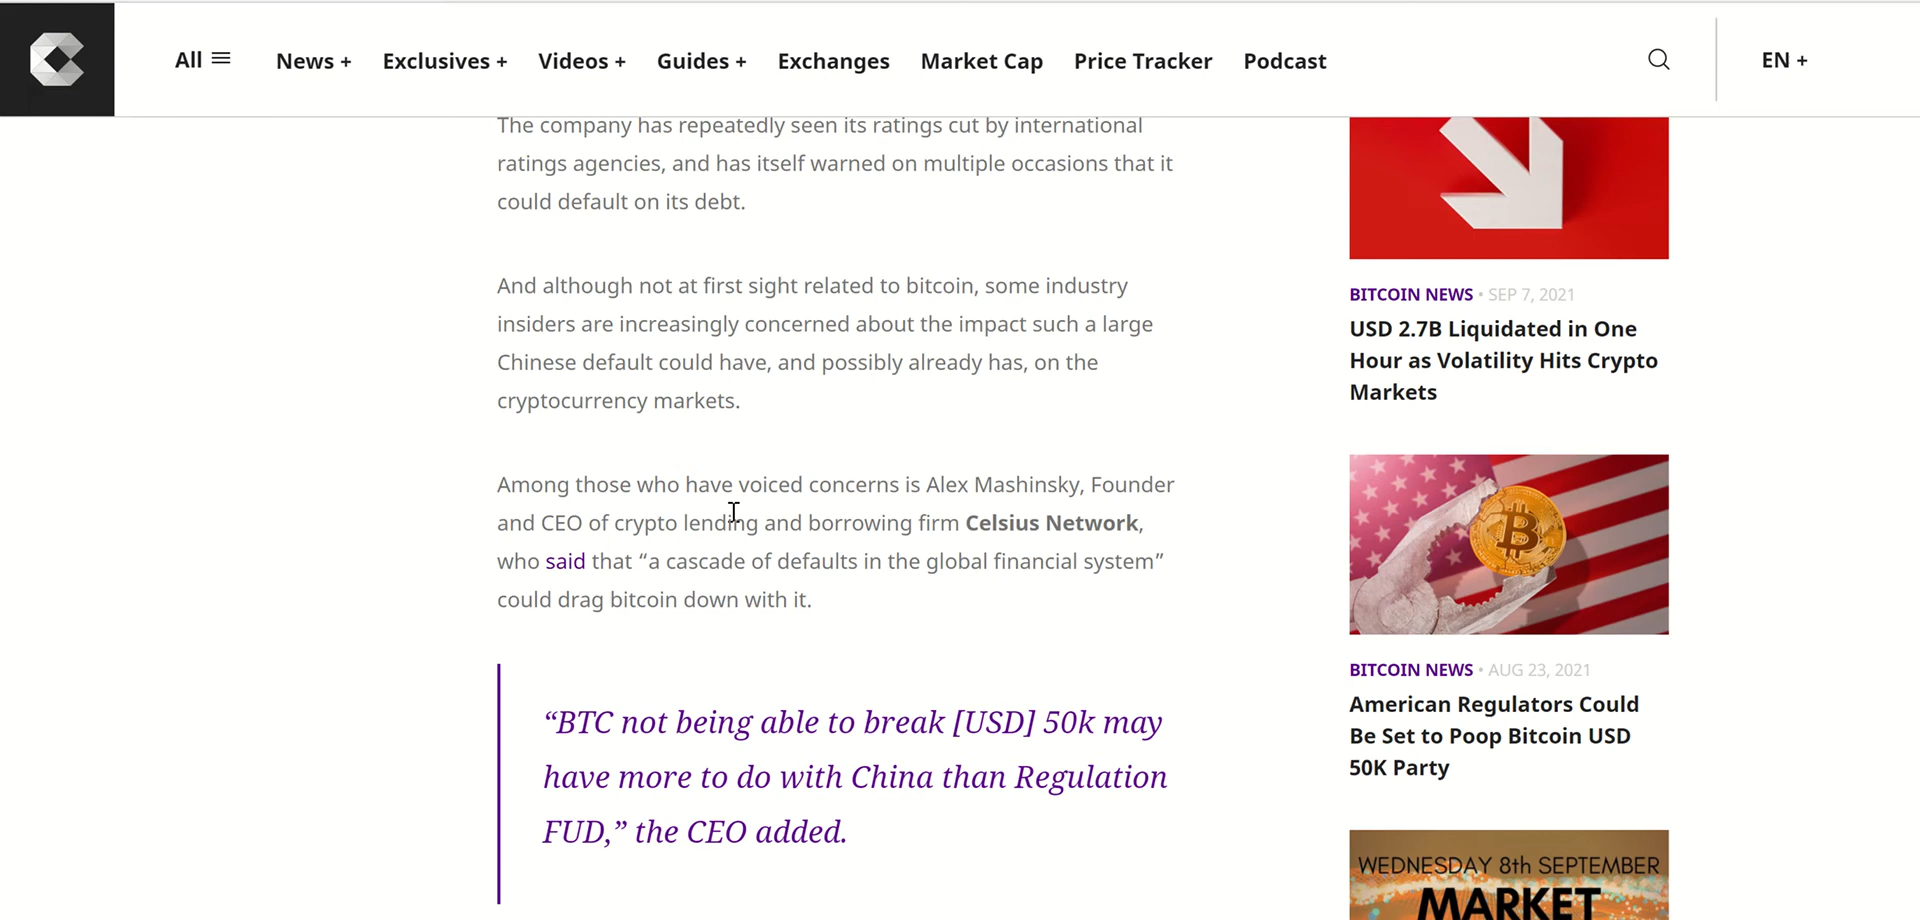 All
News +
Exclusives +
Videos +
Guides +
Exchanges
Market Cap
Price Tracker
Podcast
EN +
The company has repeatedly seen its ratings cut by international
ratings agencies, and has itself warned on multiple occasions that it
could default on its debt.
And although not at first sight related to bitcoin, some industry
insiders are increasingly concerned about the impact such a large
Chinese default could have, and possibly already has, on the
cryptocurrency markets.
Among those who have voiced concerns is Alex Mashinsky, Founder
and CEO of crypto lending and borrowing firm Celsius Network,
who said that “a cascade of defaults in the global financial system”
could drag bitcoin down with it.
“BTC not being able to break [USD] 50k may
have more to do with China than Regulation
FUD,” the CEO added.
BITCOIN NEWS • SEP 7, 2021
USD 2.7B Liquidated in One
Hour as Volatility Hits Crypto
Markets
BITCOIN NEWS • AUG 23, 2021
American Regulators Could
Be Set to Poop Bitcoin USD
50K Party
WEDNESDAY 8th SEPTEMBER
MARKET